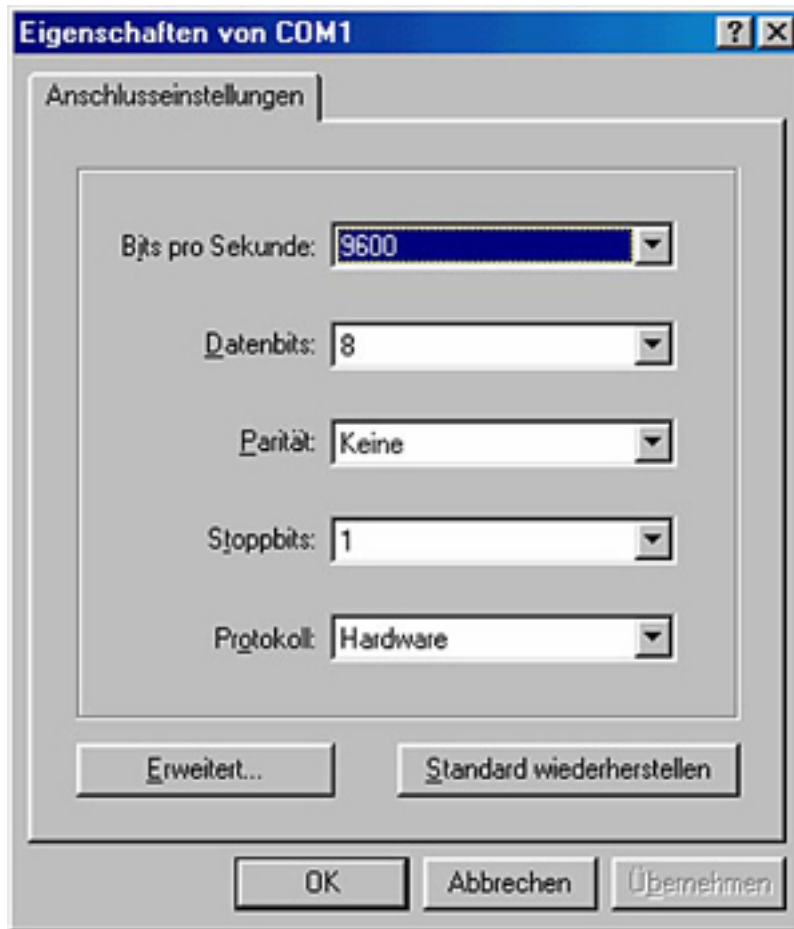 Eigenschaften von COM1
Anschlusseinstellungen
Bits pro Sekunde: 9600
Datenbits: 8
Parität: Keine
Stoppbits: 1
Protokoll: Hardware
Erweitert... Standard wiederherstellen
OK Abbrechen Übernehmen